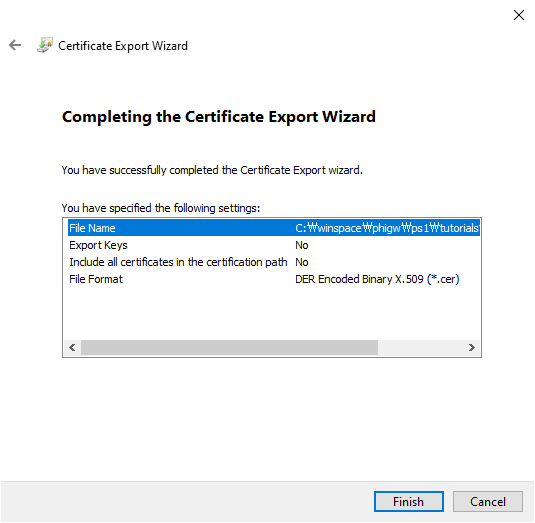 Certificate Export Wizard
Completing the Certificate Export Wizard
You have successfully completed the Certificate Export wizard.
You have specified the following settings:
File Name C:₩winspace₩phigw₩ps1₩tutorials
Export Keys No
Include all certificates in the certification path No
File Format DER Encoded Binary X.509 (*.cer)
Finish Cancel